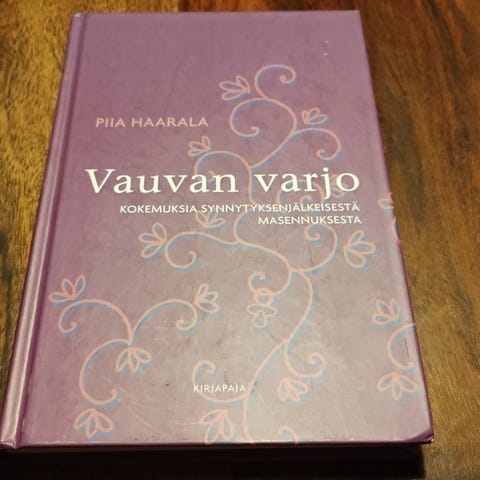 PIIA HAARALA
Vauvan varjo
KOKEMUKSIA SYNNYTYKSENJÄLKEISESTÄ
MASENNUKSESTA
KIRJAPAJA